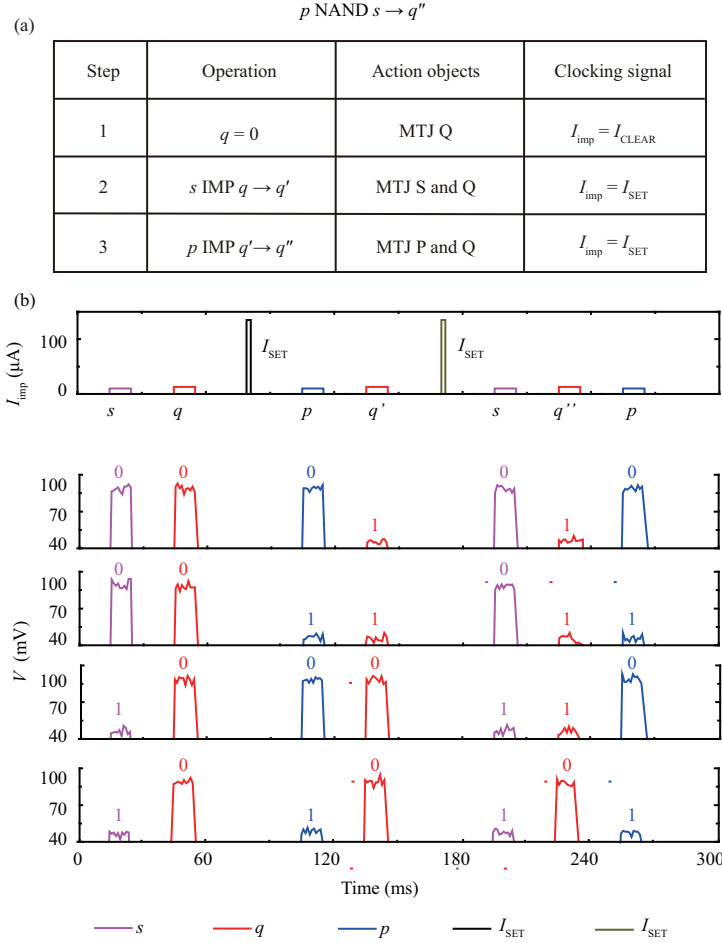 p NAND s → q″
(a)
Step Operation Action objects Clocking signal
1 q = 0 MTJ Q I_imp = I_CLEAR
2 s IMP q → q′ MTJ S and Q I_imp = I_SET
3 p IMP q′ → q″ MTJ P and Q I_imp = I_SET
(b)
I_imp (μA)
100
0
I_SET I_SET
s q p q’ s q’’ p
V (mV)
0 0 0 0 0
1 1
100
70
40
0 0 0
1 1 1 1
100
70
40
0 0 0 0
1 1 1
100
70
40
0 0 0
1 1 1 1
100
70
40
0 60 120 180 240 300
Time (ms)
s q p I_SET I_SET